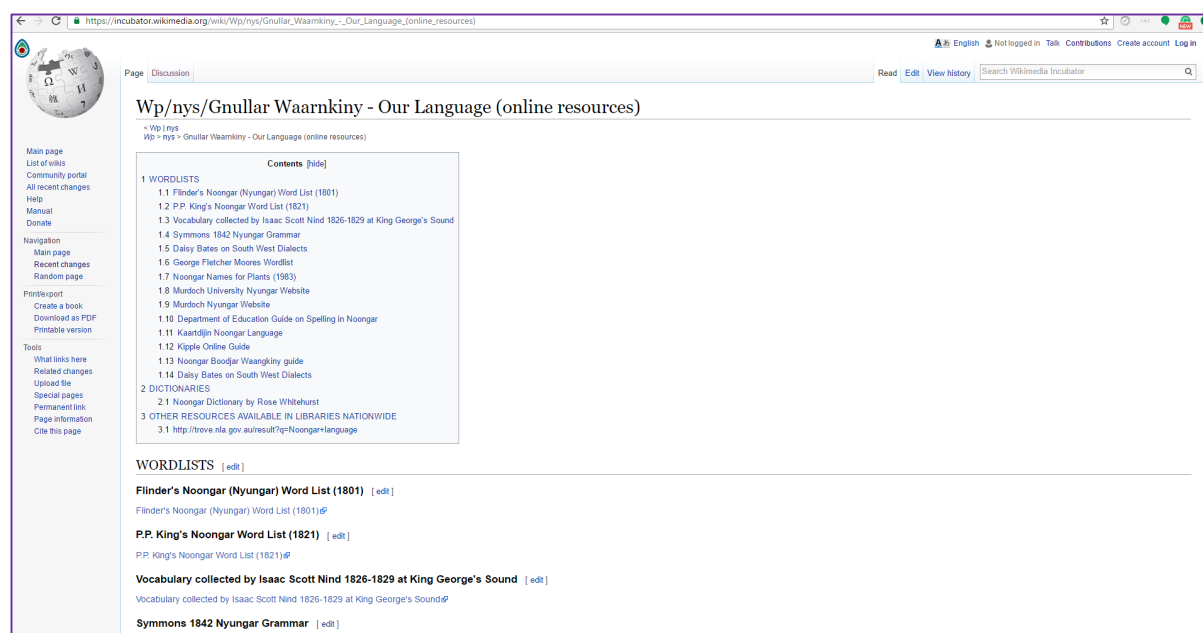 https://incubator.wikimedia.org/wiki/Wp/nys/Gnullar_Waarnkiny_-_Our_Language_(online_resources)
NEW
English Not logged in Talk Contributions Create account Log in
Page Discussion
Read Edit View history Search Wikimedia Incubator
Wp/nys/Gnullar Waarnkiny - Our Language (online resources)
< Wp | nys
Wp > nys > Gnullar Waarnkiny - Our Language (online resources)
Main page
List of wikis
Community portal
All recent changes
Help
Manual
Donate
Navigation
Main page
Recent changes
Random page
Print/export
Create a book
Download as PDF
Printable version
Tools
What links here
Related changes
Upload file
Special pages
Permanent link
Page information
Cite this page
Contents [hide]
1 WORDLISTS
1.1 Flinder's Noongar (Nyungar) Word List (1801)
1.2 P.P. King's Noongar Word List (1821)
1.3 Vocabulary collected by Isaac Scott Nind 1826-1829 at King George's Sound
1.4 Symmons 1842 Nyungar Grammar
1.5 Daisy Bates on South West Dialects
1.6 George Fletcher Moores Wordlist
1.7 Noongar Names for Plants (1983)
1.8 Murdoch University Nyungar Website
1.9 Murdoch Nyungar Website
1.10 Department of Education Guide on Spelling in Noongar
1.11 Kaartdijin Noongar Language
1.12 Kipple Online Guide
1.13 Noongar Boodjar Waangkiny guide
1.14 Daisy Bates on South West Dialects
2 DICTIONARIES
2.1 Noongar Dictionary by Rose Whitehurst
3 OTHER RESOURCES AVAILABLE IN LIBRARIES NATIONWIDE
3.1 http://trove.nla.gov.au/result?q=Noongar+language
WORDLISTS [ edit ]
Flinder's Noongar (Nyungar) Word List (1801) [ edit ]
Flinder's Noongar (Nyungar) Word List (1801)
P.P. King's Noongar Word List (1821) [ edit ]
P.P. King's Noongar Word List (1821)
Vocabulary collected by Isaac Scott Nind 1826-1829 at King George's Sound [ edit ]
Vocabulary collected by Isaac Scott Nind 1826-1829 at King George's Sound
Symmons 1842 Nyungar Grammar [ edit ]